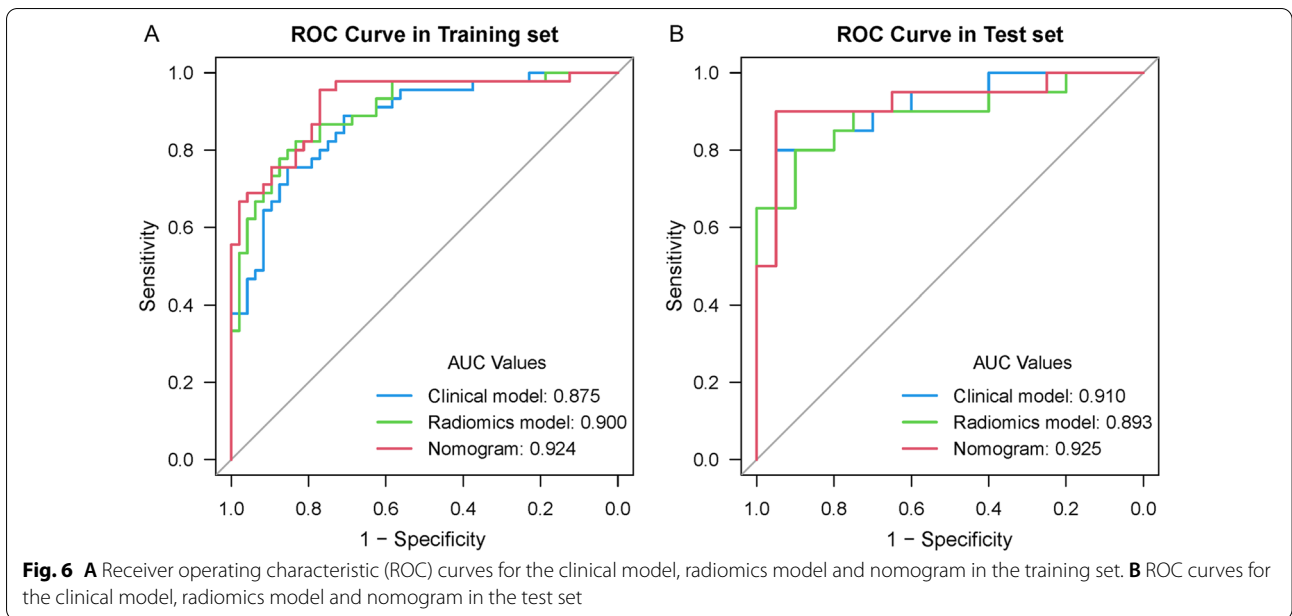 A
ROC Curve in Training set
1.0
0.8
0.6
0.4
0.2
0.0
Sensitivity
AUC Values
Clinical model: 0.875
Radiomics model: 0.900
Nomogram: 0.924
1.0 0.8 0.6 0.4 0.2 0.0
1 − Specificity
B
ROC Curve in Test set
1.0
0.8
0.6
0.4
0.2
0.0
Sensitivity
AUC Values
Clinical model: 0.910
Radiomics model: 0.893
Nomogram: 0.925
1.0 0.8 0.6 0.4 0.2 0.0
1 − Specificity
Fig. 6 A Receiver operating characteristic (ROC) curves for the clinical model, radiomics model and nomogram in the training set. B ROC curves for
the clinical model, radiomics model and nomogram in the test set